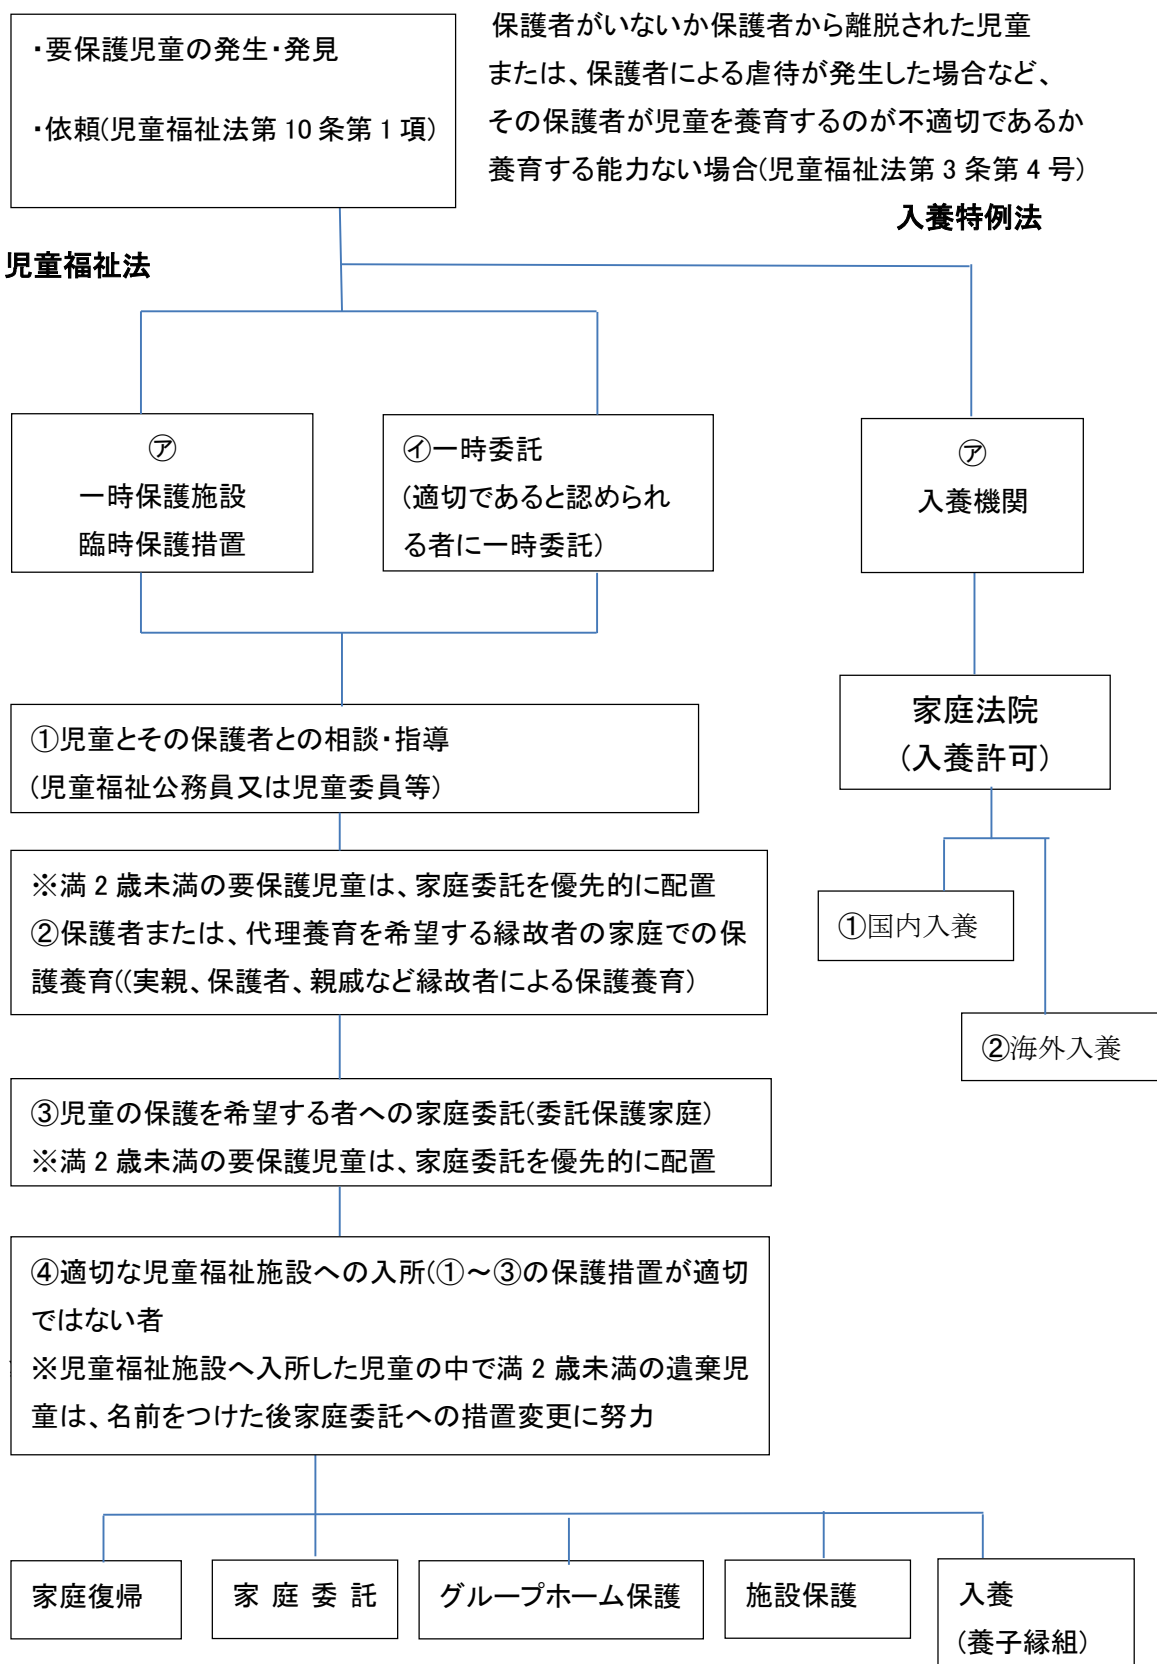 ・要保護児童の発生・発見
・依頼(児童福祉法第10条第1項)
保護者がいないか保護者から離脱された児童
または、保護者による虐待が発生した場合など、
その保護者が児童を養育するのが不適切であるか
養育する能力ない場合(児童福祉法第3条第4号)
入養特例法
児童福祉法
㋐
一時保護施設
臨時保護措置
㋑一時委託
(適切であると認められ
る者に一時委託)
㋐
入養機関
①児童とその保護者との相談・指導
(児童福祉公務員又は児童委員等)
家庭法院
(入養許可)
※満2歳未満の要保護児童は、家庭委託を優先的に配置
②保護者または、代理養育を希望する縁故者の家庭での保
護養育((実親、保護者、親戚など縁故者による保護養育)
①国内入養
②海外入養
③児童の保護を希望する者への家庭委託(委託保護家庭)
※満2歳未満の要保護児童は、家庭委託を優先的に配置
④適切な児童福祉施設への入所(①～③の保護措置が適切
ではない者
※児童福祉施設へ入所した児童の中で満2歳未満の遺棄児
童は、名前をつけた後家庭委託への措置変更に努力
家庭復帰
家 庭 委 託
グループホーム保護
施設保護
入養
(養子縁組)